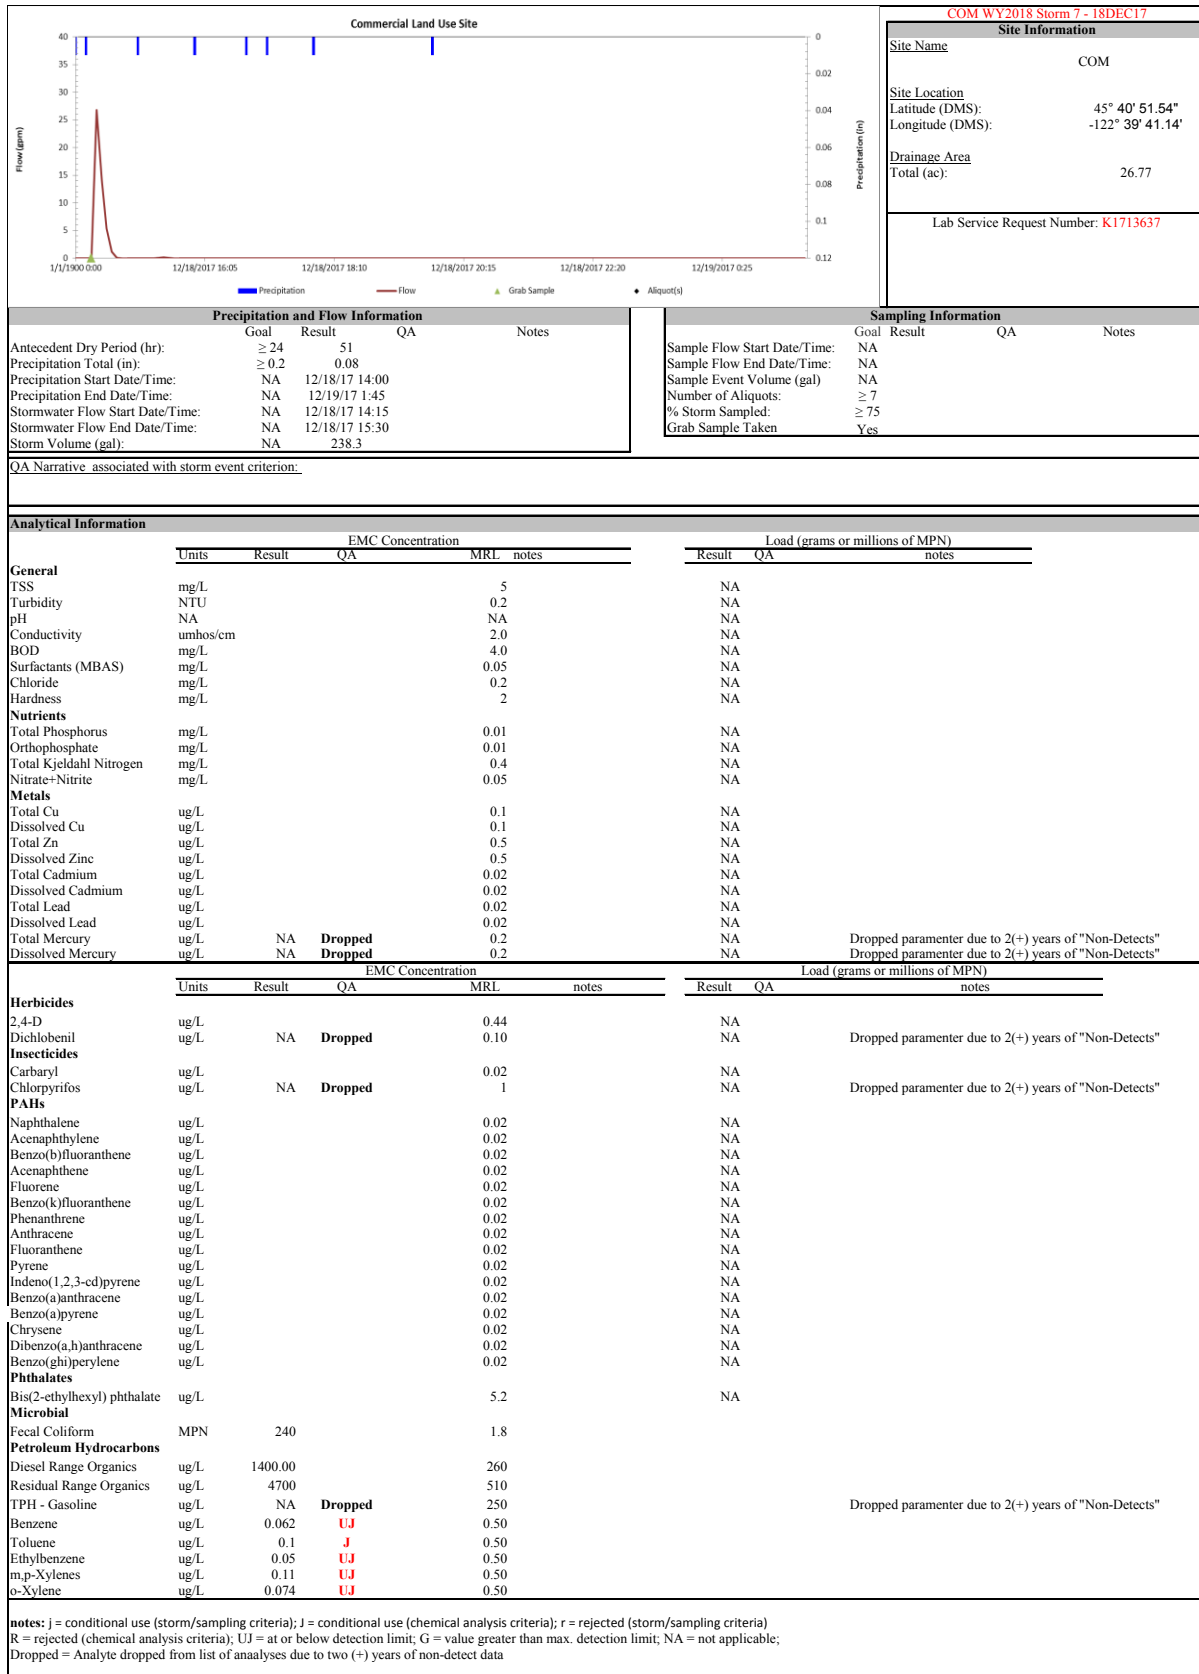 COM WY2018 Storm 7 - 18DEC17
Commercial Land Use Site
40
35
30
25
20
15
10
5
0
Flow (gpm)
0
0.02
0.04
0.06
0.08
0.1
0.12
Precipitation (in)
1/1/1900 0:00 12/18/2017 16:05 12/18/2017 18:10 12/18/2017 20:15 12/18/2017 22:20 12/19/2017 0:25
Precipitation Flow Grab Sample Aliquot(s)
Site Information
Site Name
COM
Site Location
Latitude (DMS): 45° 40' 51.54"
Longitude (DMS): -122° 39' 41.14'
Drainage Area
Total (ac): 26.77
Lab Service Request Number: K1713637
Precipitation and Flow Information
Goal Result QA Notes
Antecedent Dry Period (hr): ≥ 24 51
Precipitation Total (in): ≥ 0.2 0.08
Precipitation Start Date/Time: NA 12/18/17 14:00
Precipitation End Date/Time: NA 12/19/17 1:45
Stormwater Flow Start Date/Time: NA 12/18/17 14:15
Stormwater Flow End Date/Time: NA 12/18/17 15:30
Storm Volume (gal): NA 238.3
Sampling Information
Goal Result QA Notes
Sample Flow Start Date/Time: NA
Sample Flow End Date/Time: NA
Sample Event Volume (gal) NA
Number of Aliquots: ≥ 7
% Storm Sampled: ≥ 75
Grab Sample Taken Yes
QA Narrative associated with storm event criterion:
Analytical Information
EMC Concentration Load (grams or millions of MPN)
Units Result QA MRL notes Result QA notes
General
TSS mg/L 5 NA
Turbidity NTU 0.2 NA
pH NA NA NA
Conductivity umhos/cm 2.0 NA
BOD mg/L 4.0 NA
Surfactants (MBAS) mg/L 0.05 NA
Chloride mg/L 0.2 NA
Hardness mg/L 2 NA
Nutrients
Total Phosphorus mg/L 0.01 NA
Orthophosphate mg/L 0.01 NA
Total Kjeldahl Nitrogen mg/L 0.4 NA
Nitrate+Nitrite mg/L 0.05 NA
Metals
Total Cu ug/L 0.1 NA
Dissolved Cu ug/L 0.1 NA
Total Zn ug/L 0.5 NA
Dissolved Zinc ug/L 0.5 NA
Total Cadmium ug/L 0.02 NA
Dissolved Cadmium ug/L 0.02 NA
Total Lead ug/L 0.02 NA
Dissolved Lead ug/L 0.02 NA
Total Mercury ug/L NA Dropped 0.2 NA Dropped paramenter due to 2(+) years of "Non-Detects"
Dissolved Mercury ug/L NA Dropped 0.2 NA Dropped paramenter due to 2(+) years of "Non-Detects"
EMC Concentration Load (grams or millions of MPN)
Units Result QA MRL notes Result QA notes
Herbicides
2,4-D ug/L 0.44 NA
Dichlobenil ug/L NA Dropped 0.10 NA Dropped paramenter due to 2(+) years of "Non-Detects"
Insecticides
Carbaryl ug/L 0.02 NA
Chlorpyrifos ug/L NA Dropped 1 NA Dropped paramenter due to 2(+) years of "Non-Detects"
PAHs
Naphthalene ug/L 0.02 NA
Acenaphthylene ug/L 0.02 NA
Benzo(b)fluoranthene ug/L 0.02 NA
Acenaphthene ug/L 0.02 NA
Fluorene ug/L 0.02 NA
Benzo(k)fluoranthene ug/L 0.02 NA
Phenanthrene ug/L 0.02 NA
Anthracene ug/L 0.02 NA
Fluoranthene ug/L 0.02 NA
Pyrene ug/L 0.02 NA
Indeno(1,2,3-cd)pyrene ug/L 0.02 NA
Benzo(a)anthracene ug/L 0.02 NA
Benzo(a)pyrene ug/L 0.02 NA
Chrysene ug/L 0.02 NA
Dibenzo(a,h)anthracene ug/L 0.02 NA
Benzo(ghi)perylene ug/L 0.02 NA
Phthalates
Bis(2-ethylhexyl) phthalate ug/L 5.2 NA
Microbial
Fecal Coliform MPN 240 1.8
Petroleum Hydrocarbons
Diesel Range Organics ug/L 1400.00 260
Residual Range Organics ug/L 4700 510
TPH - Gasoline ug/L NA Dropped 250 Dropped paramenter due to 2(+) years of "Non-Detects"
Benzene ug/L 0.062 UJ 0.50
Toluene ug/L 0.1 J 0.50
Ethylbenzene ug/L 0.05 UJ 0.50
m,p-Xylenes ug/L 0.11 UJ 0.50
o-Xylene ug/L 0.074 UJ 0.50
notes: j = conditional use (storm/sampling criteria); J = conditional use (chemical analysis criteria); r = rejected (storm/sampling criteria)
R = rejected (chemical analysis criteria); UJ = at or below detection limit; G = value greater than max. detection limit; NA = not applicable;
Dropped = Analyte dropped from list of anaalyses due to two (+) years of non-detect data